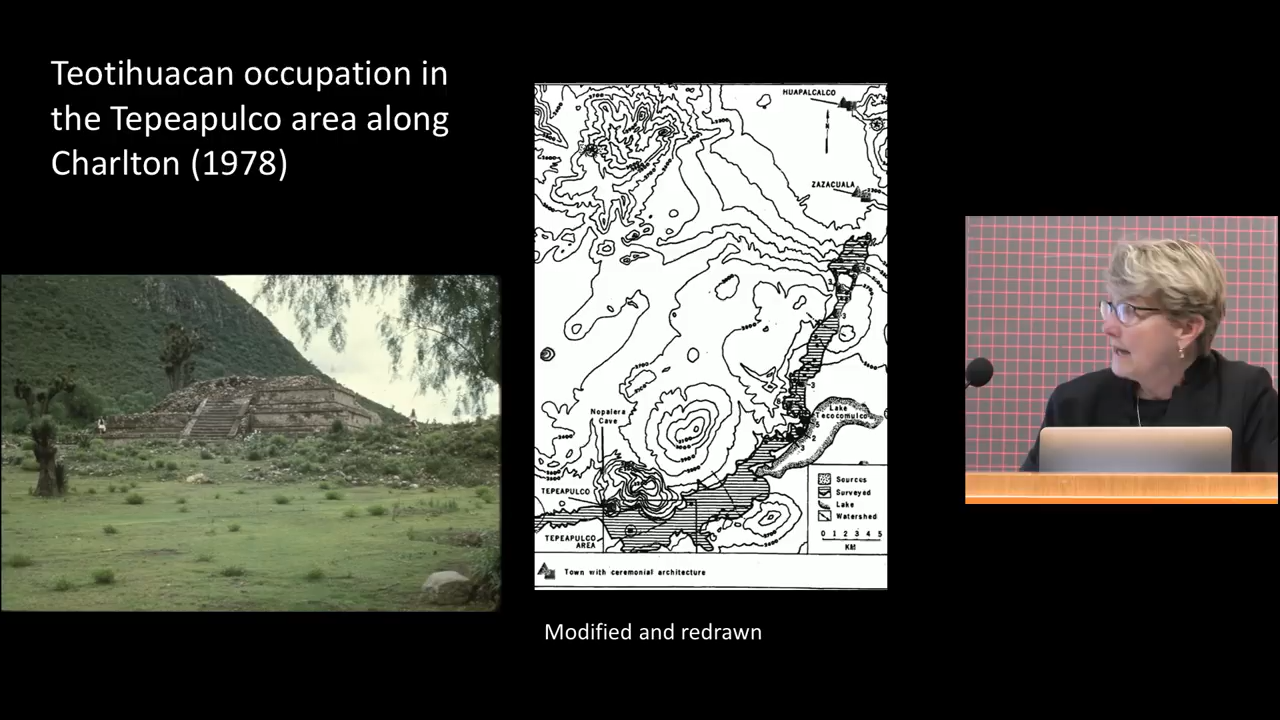 Teotihuacan occupation in
the Tepeapulco area along
Charlton (1978)
HUAPALCALCO
N
ZAZACUALA
Nopalera
Cave
Lake
Tecocomulco
TEPEAPULCO
TEPEAPULCO
AREA
Sources
Surveyed
Lake
Watershed
0 1 2 3 4 5
KM
Town with ceremonial architecture
Modified and redrawn